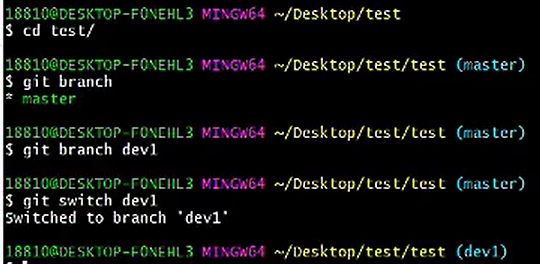 18810@DESKTOP-F0NEHL3 MINGW64 ~/Desktop/test
$ cd test/
18810@DESKTOP-F0NEHL3 MINGW64 ~/Desktop/test/test (master)
$ git branch
* master
18810@DESKTOP-F0NEHL3 MINGW64 ~/Desktop/test/test (master)
$ git branch dev1
18810@DESKTOP-F0NEHL3 MINGW64 ~/Desktop/test/test (master)
$ git switch dev1
Switched to branch 'dev1'
18810@DESKTOP-F0NEHL3 MINGW64 ~/Desktop/test/test (dev1)